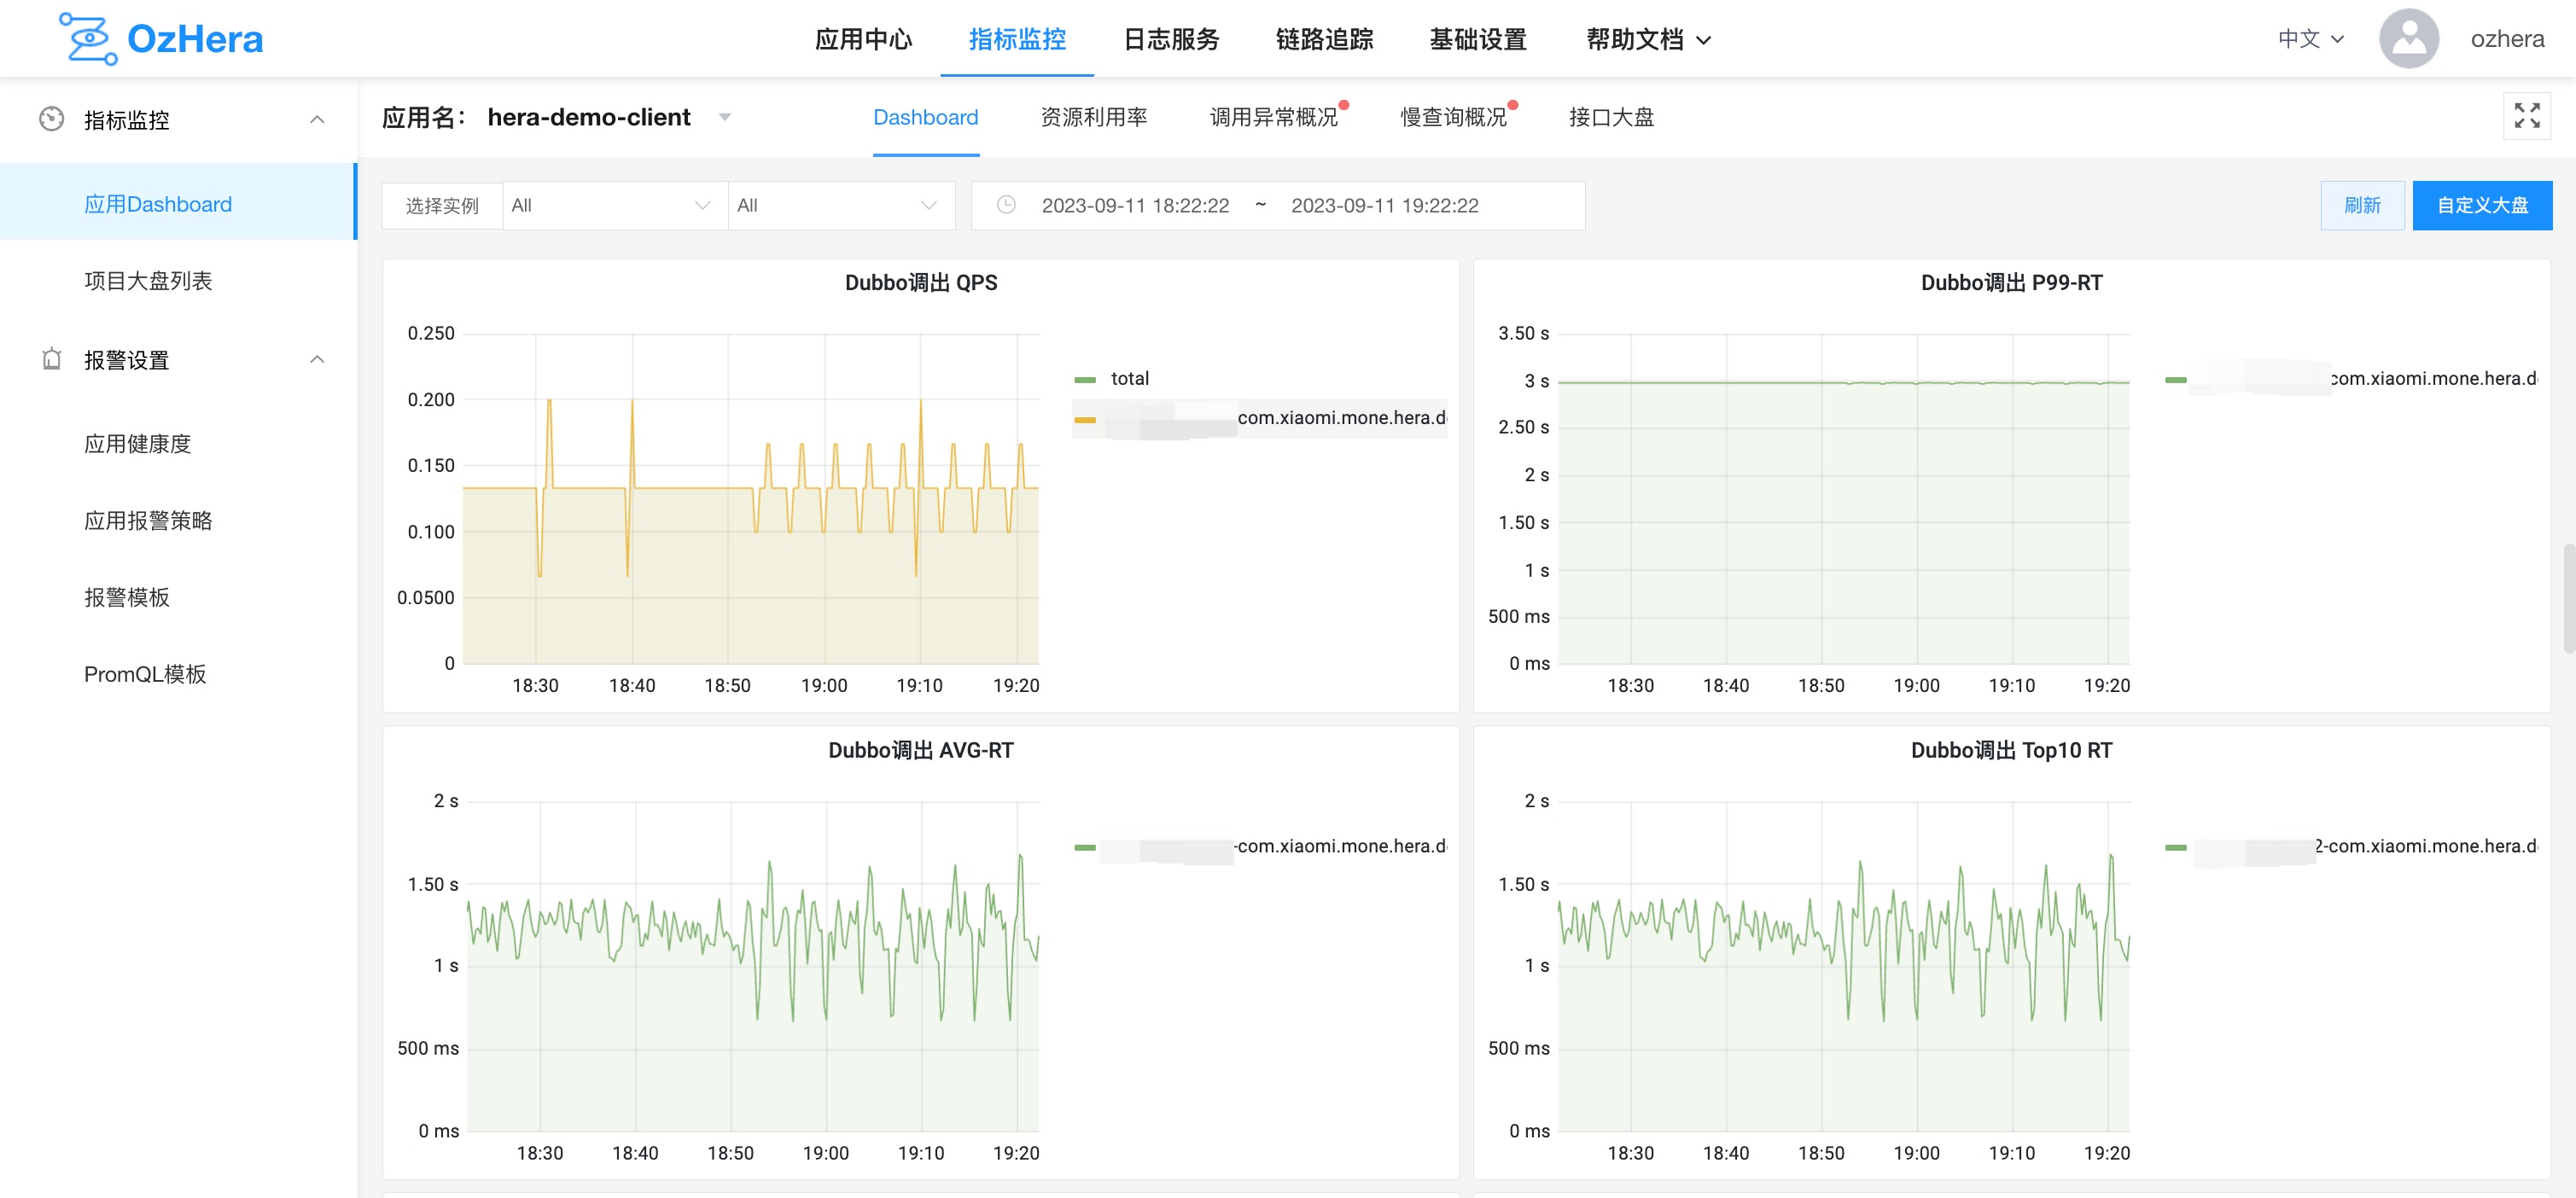 OzHera
应用中心 指标监控 日志服务 链路追踪 基础设置 帮助文档
中文 ozhera
指标监控
应用Dashboard
项目大盘列表
报警设置
应用健康度
应用报警策略
报警模板
PromQL模板
应用名： hera-demo-client
Dashboard 资源利用率 调用异常概况 慢查询概况 接口大盘
选择实例 All All 2023-09-11 18:22:22 ~ 2023-09-11 19:22:22
刷新 自定义大盘
Dubbo调出 QPS
0.250
0.200
0.150
0.100
0.0500
0
18:30 18:40 18:50 19:00 19:10 19:20
total
com.xiaomi.mone.hera.d
Dubbo调出 P99-RT
3.50 s
3 s
2.50 s
2 s
1.50 s
1 s
500 ms
0 ms
18:30 18:40 18:50 19:00 19:10 19:20
com.xiaomi.mone.hera.d
Dubbo调出 AVG-RT
2 s
1.50 s
1 s
500 ms
0 ms
18:30 18:40 18:50 19:00 19:10 19:20
-com.xiaomi.mone.hera.d
Dubbo调出 Top10 RT
2 s
1.50 s
1 s
500 ms
0 ms
18:30 18:40 18:50 19:00 19:10 19:20
2-com.xiaomi.mone.hera.d